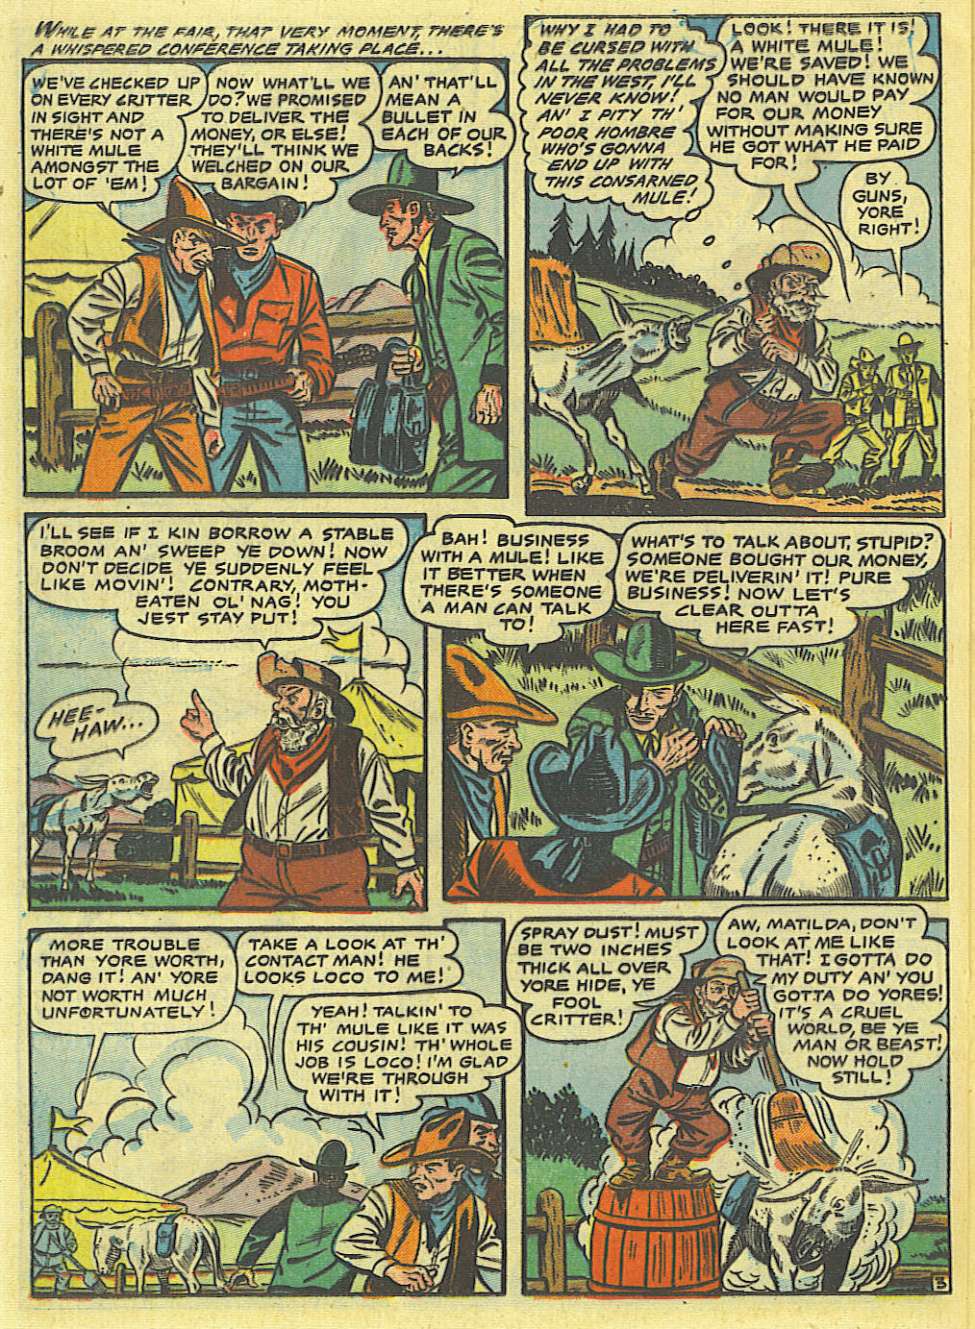 WHILE AT THE FAIR, THAT VERY MOMENT, THERE'S
A WHISPERED CONFERENCE TAKING PLACE...
WE'VE CHECKED UP
ON EVERY CRITTER
IN SIGHT AND
THERE'S NOT A
WHITE MULE
AMONGST THE
LOT OF 'EM!
NOW WHAT'LL WE
DO? WE PROMISED
TO DELIVER THE
MONEY, OR ELSE!
THEY'LL THINK WE
WELCHED ON OUR
BARGAIN!
AN' THAT'LL
MEAN A
BULLET IN
EACH OF OUR
BACKS!
WHY I HAD TO
BE CURSED WITH
ALL THE PROBLEMS
IN THE WEST, I'LL
NEVER KNOW!
AN' I PITY TH'
POOR HOMBRE
WHO'S GONNA
END UP WITH
THIS CONSARNED
MULE!
LOOK! THERE IT IS!
A WHITE MULE!
WE'RE SAVED! WE
SHOULD HAVE KNOWN
NO MAN WOULD PAY
FOR OUR MONEY
WITHOUT MAKING SURE
HE GOT WHAT HE PAID
FOR!
BY
GUNS,
YORE
RIGHT!
I'LL SEE IF I KIN BORROW A STABLE
BROOM AN' SWEEP YE DOWN! NOW
DON'T DECIDE YE SUDDENLY FEEL
LIKE MOVIN'! CONTRARY, MOTH-
EATEN OL' NAG! YOU
JEST STAY PUT!
HEE-
HAW...
BAH! BUSINESS
WITH A MULE! LIKE
IT BETTER WHEN
THERE'S SOMEONE
A MAN CAN TALK
TO!
WHAT'S TO TALK ABOUT, STUPID?
SOMEONE BOUGHT OUR MONEY,
WE'RE DELIVERIN' IT! PURE
BUSINESS! NOW LET'S
CLEAR OUTTA
HERE FAST!
MORE TROUBLE
THAN YORE WORTH,
DANG IT! AN' YORE
NOT WORTH MUCH
UNFORTUNATELY!
TAKE A LOOK AT TH'
CONTACT MAN! HE
LOOKS LOCO TO ME!
YEAH! TALKIN' TO
TH' MULE LIKE IT WAS
HIS COUSIN! TH' WHOLE
JOB IS LOCO! I'M GLAD
WE'RE THROUGH
WITH IT!
SPRAY DUST! MUST
BE TWO INCHES
THICK ALL OVER
YORE HIDE, YE
FOOL
CRITTER!
AW, MATILDA, DON'T
LOOK AT ME LIKE
THAT! I GOTTA DO
MY DUTY AN' YOU
GOTTA DO YORES!
IT'S A CRUEL
WORLD, BE YE
MAN OR BEAST!
NOW HOLD
STILL!
3